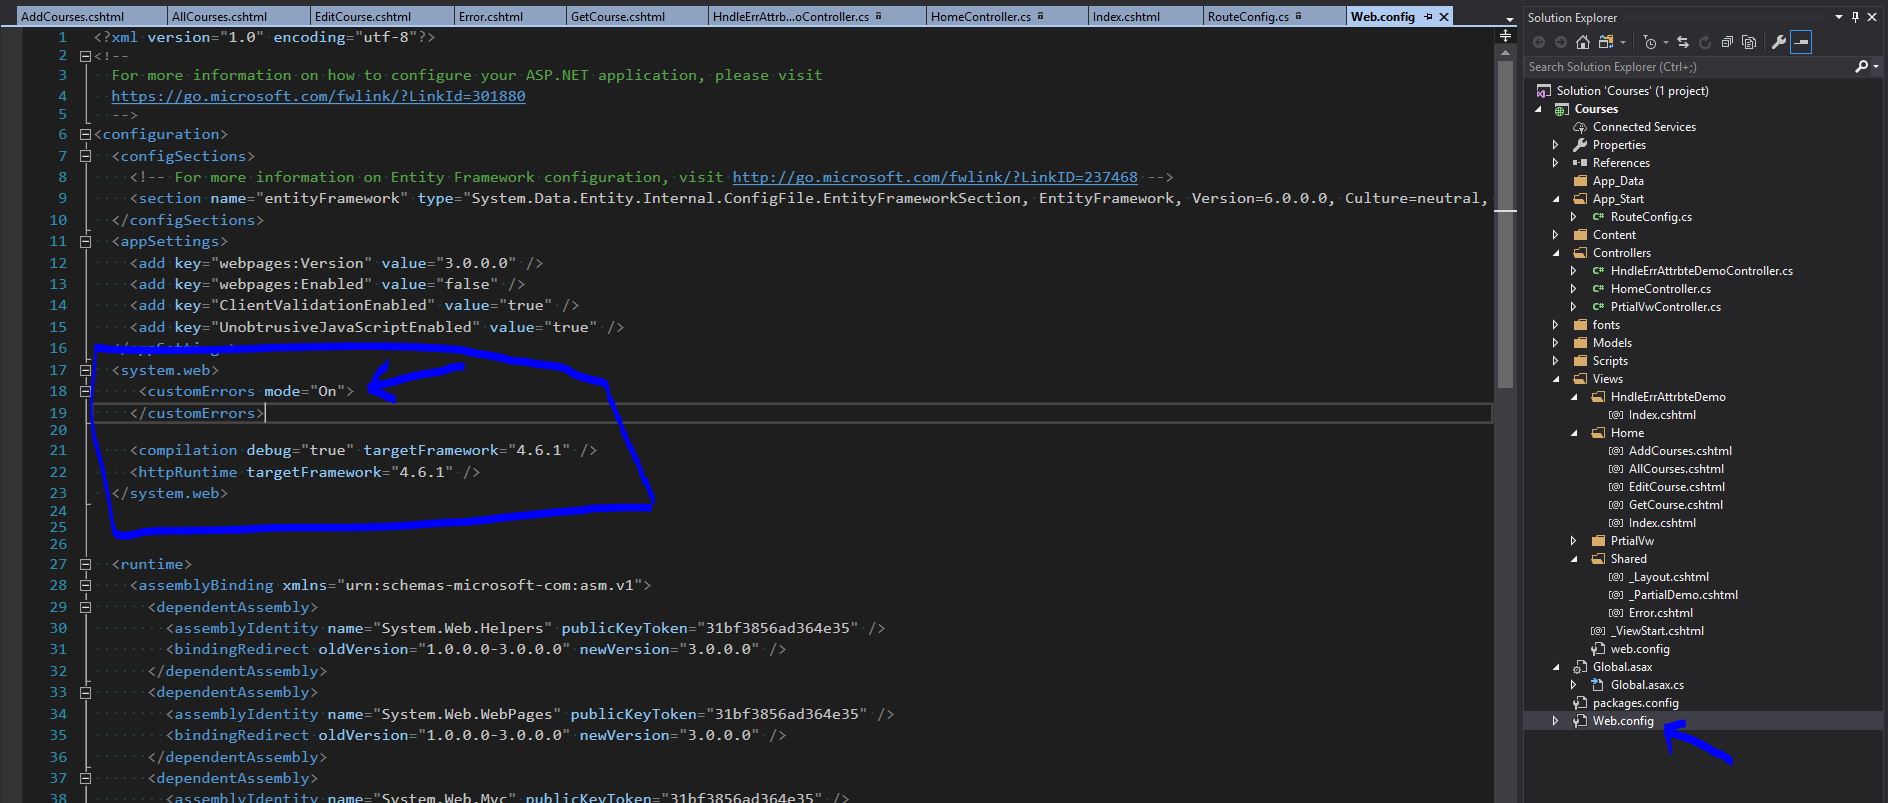 AddCourses.cshtml AllCourses.cshtml EditCourse.cshtml Error.cshtml GetCourse.cshtml HndleErrAttrb...oController.cs HomeController.cs Index.cshtml RouteConfig.cs Web.config
1 <?xml version="1.0" encoding="utf-8"?>
2 <!--
3 For more information on how to configure your ASP.NET application, please visit
4 https://go.microsoft.com/fwlink/?LinkId=301880
5 -->
6 <configuration>
7 <configSections>
8 <!-- For more information on Entity Framework configuration, visit http://go.microsoft.com/fwlink/?LinkID=237468 -->
9 <section name="entityFramework" type="System.Data.Entity.Internal.ConfigFile.EntityFrameworkSection, EntityFramework, Version=6.0.0.0, Culture=neutral,
10 </configSections>
11 <appSettings>
12 <add key="webpages:Version" value="3.0.0.0" />
13 <add key="webpages:Enabled" value="false" />
14 <add key="ClientValidationEnabled" value="true" />
15 <add key="UnobtrusiveJavaScriptEnabled" value="true" />
16 </appSettings>
17 <system.web>
18 <customErrors mode="On">
19 </customErrors>
20
21 <compilation debug="true" targetFramework="4.6.1" />
22 <httpRuntime targetFramework="4.6.1" />
23 </system.web>
24
25
26
27 <runtime>
28 <assemblyBinding xmlns="urn:schemas-microsoft-com:asm.v1">
29 <dependentAssembly>
30 <assemblyIdentity name="System.Web.Helpers" publicKeyToken="31bf3856ad364e35" />
31 <bindingRedirect oldVersion="1.0.0.0-3.0.0.0" newVersion="3.0.0.0" />
32 </dependentAssembly>
33 <dependentAssembly>
34 <assemblyIdentity name="System.Web.WebPages" publicKeyToken="31bf3856ad364e35" />
35 <bindingRedirect oldVersion="1.0.0.0-3.0.0.0" newVersion="3.0.0.0" />
36 </dependentAssembly>
37 <dependentAssembly>
38 <assemblyIdentity name="System.Web.Mvc" publicKeyToken="31bf3856ad364e35" />
Solution Explorer
Search Solution Explorer (Ctrl+;)
Solution 'Courses' (1 project)
Courses
Connected Services
Properties
References
App_Data
App_Start
RouteConfig.cs
Content
Controllers
HndleErrAttrbteDemoController.cs
HomeController.cs
PrtialVwController.cs
fonts
Models
Scripts
Views
HndleErrAttrbteDemo
Index.cshtml
Home
AddCourses.cshtml
AllCourses.cshtml
EditCourse.cshtml
GetCourse.cshtml
Index.cshtml
PrtialVw
Shared
_Layout.cshtml
_PartialDemo.cshtml
Error.cshtml
_ViewStart.cshtml
web.config
Global.asax
Global.asax.cs
packages.config
Web.config